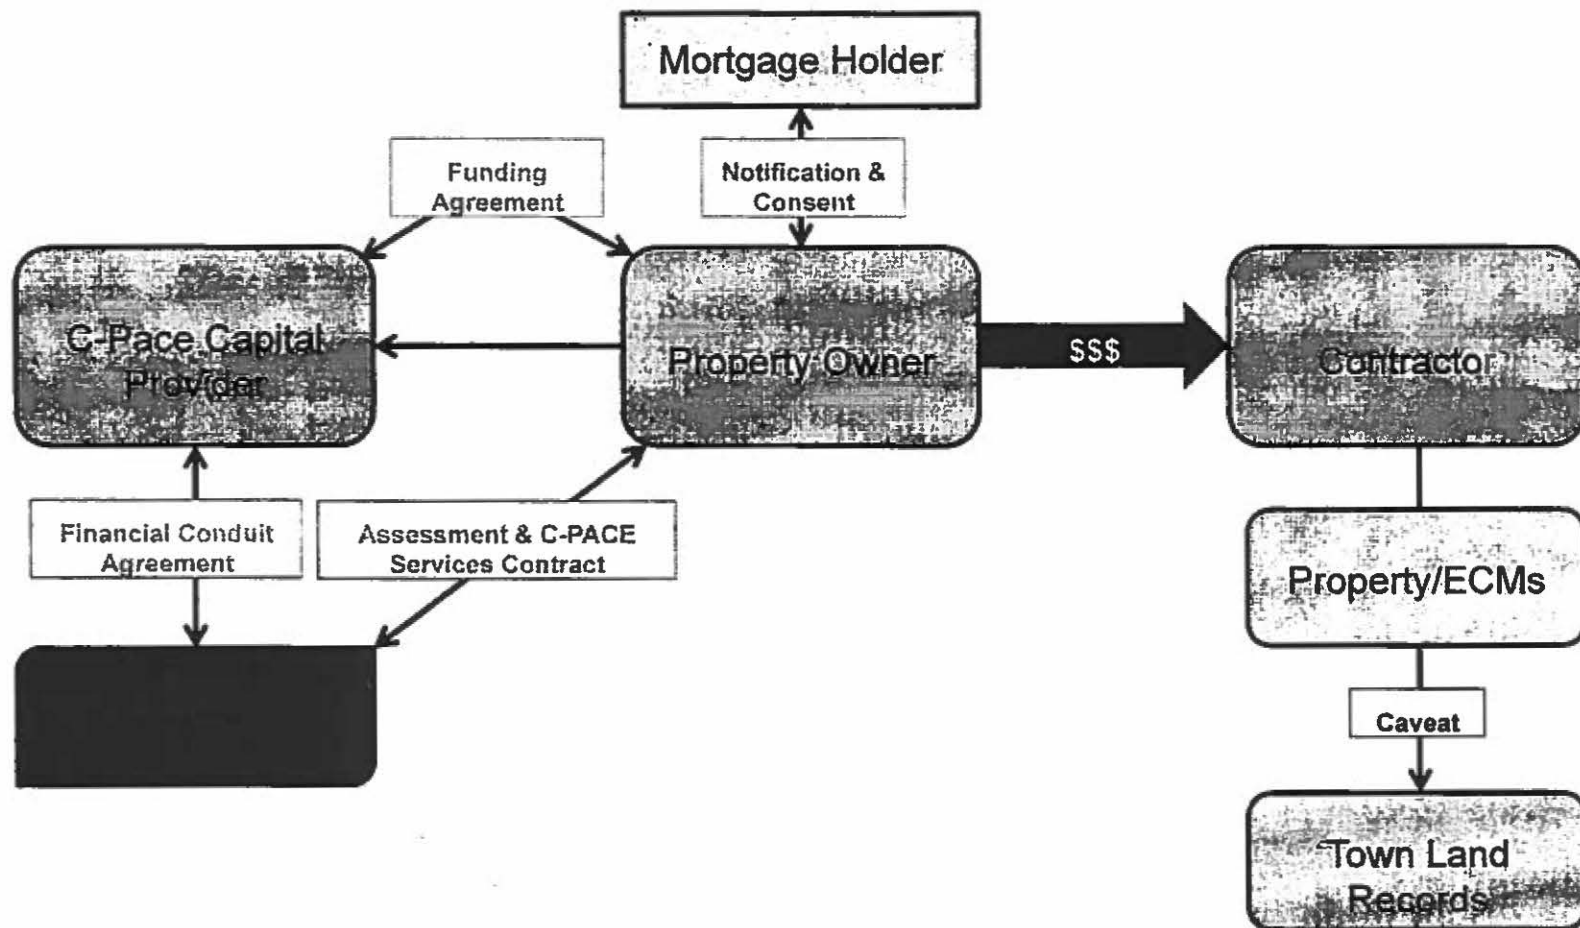 Mortgage Holder
Funding
Agreement
Notification &
Consent
C-Pace Capital
Provider
Property Owner
$$$
Contractor
Financial Conduit
Agreement
Assessment & C-PACE
Services Contract
Property/ECMs
Caveat
Town Land
Records